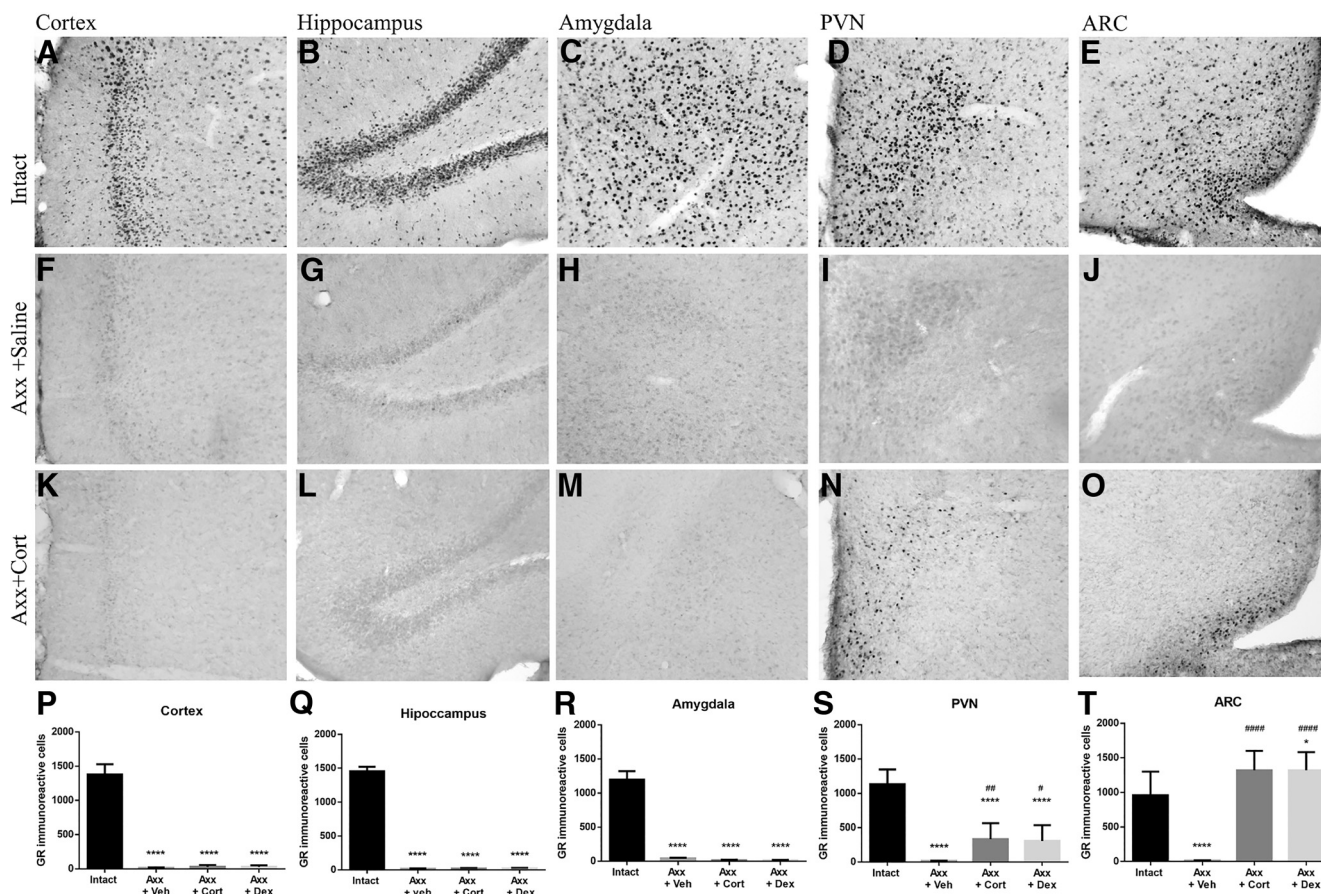 Cortex Hippocampus Amygdala PVN ARC
Intact
A B C D E
Axx +Saline
F G H I J
Axx+Cort
K L M N O
P
Cortex
GR immunoreactive cells
2000
1500
1000
500
0
Intact Axx + Veh Axx + Cort Axx + Dex
**** **** ****
Q
Hipoccampus
GR immunoreactive cells
2000
1500
1000
500
0
Intact Axx + veh Axx + Cort Axx + Dex
**** **** ****
R
Amygdala
GR immunoreactive cells
2000
1500
1000
500
0
Intact Axx + Veh Axx + Cort Axx + Dex
**** **** ****
S
PVN
GR immunoreactive cells
2000
1500
1000
500
0
Intact Axx + Veh Axx + Cort Axx + Dex
## #
**** **** ****
T
ARC
GR immunoreactive cells
2000
1500
1000
500
0
Intact Axx + Veh Axx + Cort Axx + Dex
#### ####
*
****